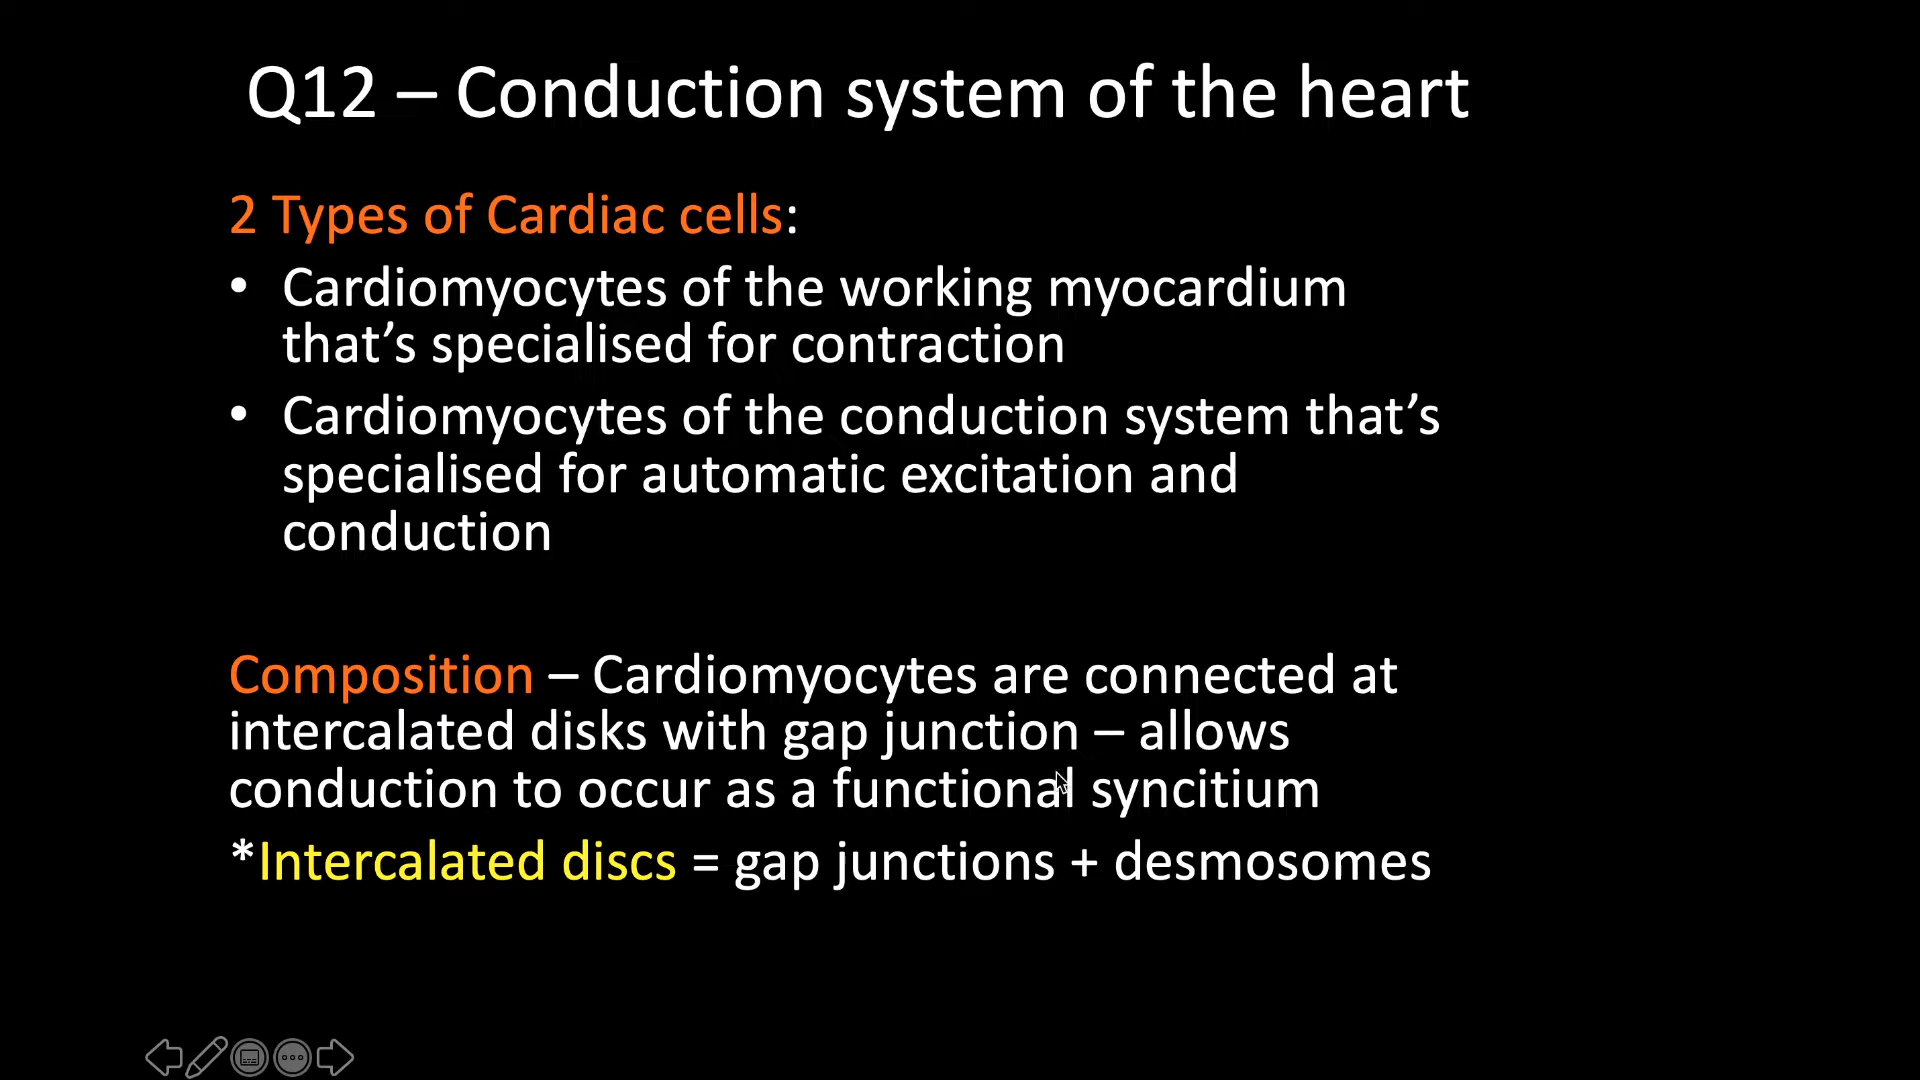 Q12 – Conduction system of the heart
2 Types of Cardiac cells:
• Cardiomyocytes of the working myocardium
that’s specialised for contraction
• Cardiomyocytes of the conduction system that’s
specialised for automatic excitation and
conduction
Composition – Cardiomyocytes are connected at
intercalated disks with gap junction – allows
conduction to occur as a functional syncitium
*Intercalated discs = gap junctions + desmosomes